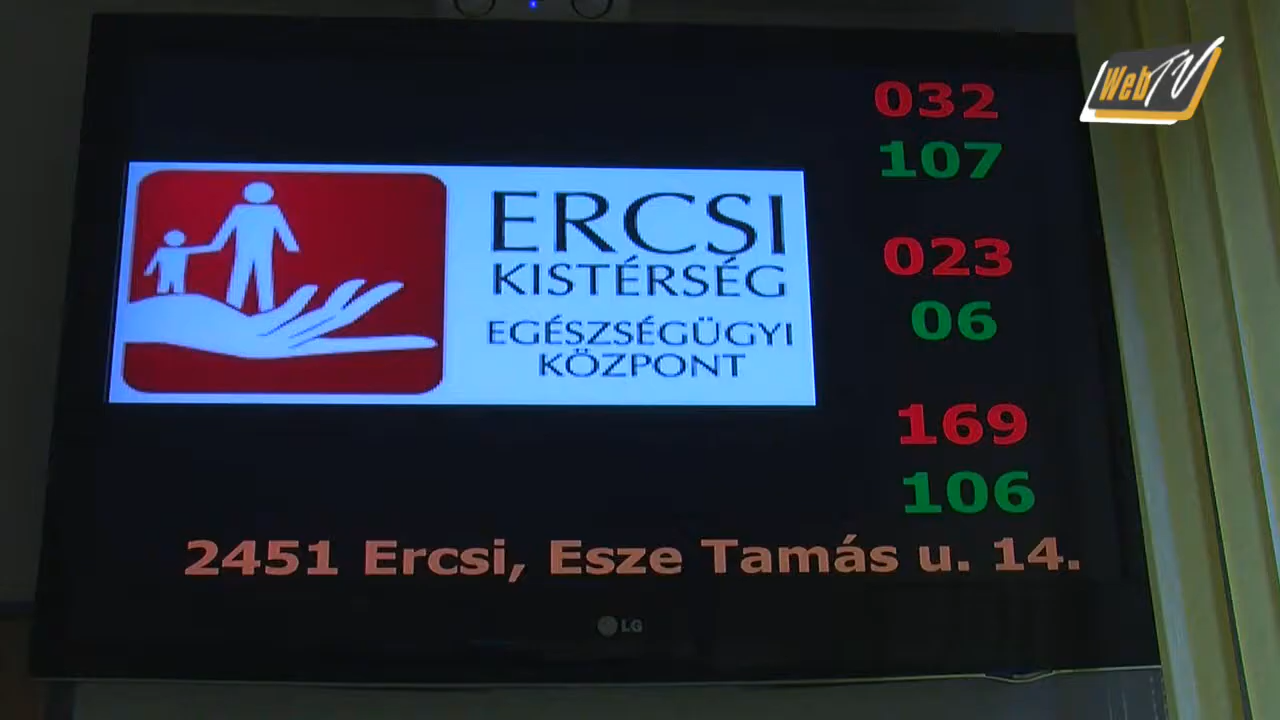 WebTV
032
107
ERCSI
KISTÉRSÉG
EGÉSZSÉGÜGYI
KÖZPONT
023
06
169
106
2451 Ercsi, Esze Tamás u. 14.
LG